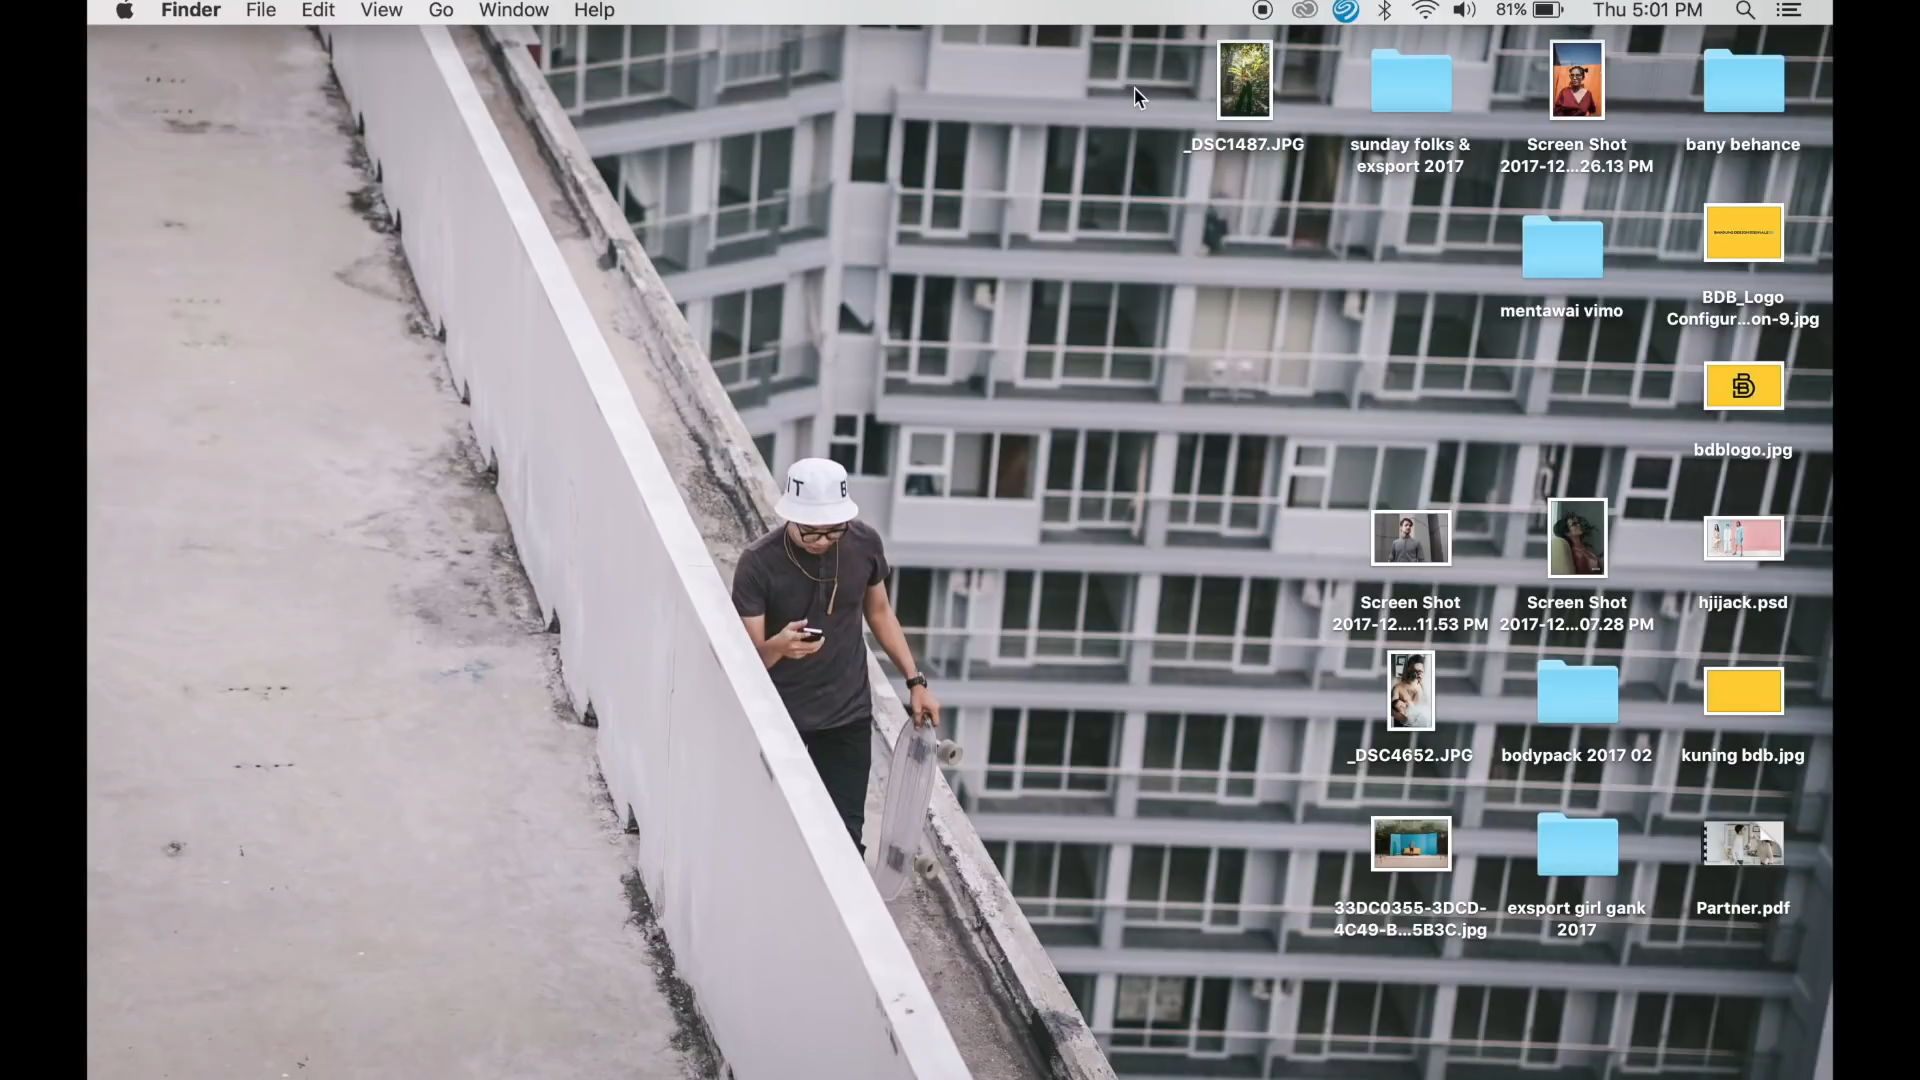 Finder File Edit View Go Window Help 81% Thu 5:01 PM
_DSC1487.JPG
sunday folks &
exsport 2017
Screen Shot
2017-12...26.13 PM
bany behance
mentawai vimo
BDB_Logo
Configur...on-9.jpg
bdblogo.jpg
Screen Shot
2017-12....11.53 PM
Screen Shot
2017-12...07.28 PM
hjijack.psd
_DSC4652.JPG
bodypack 2017 02
kuning bdb.jpg
33DC0355-3DCD-
4C49-B...5B3C.jpg
exsport girl gank
2017
Partner.pdf